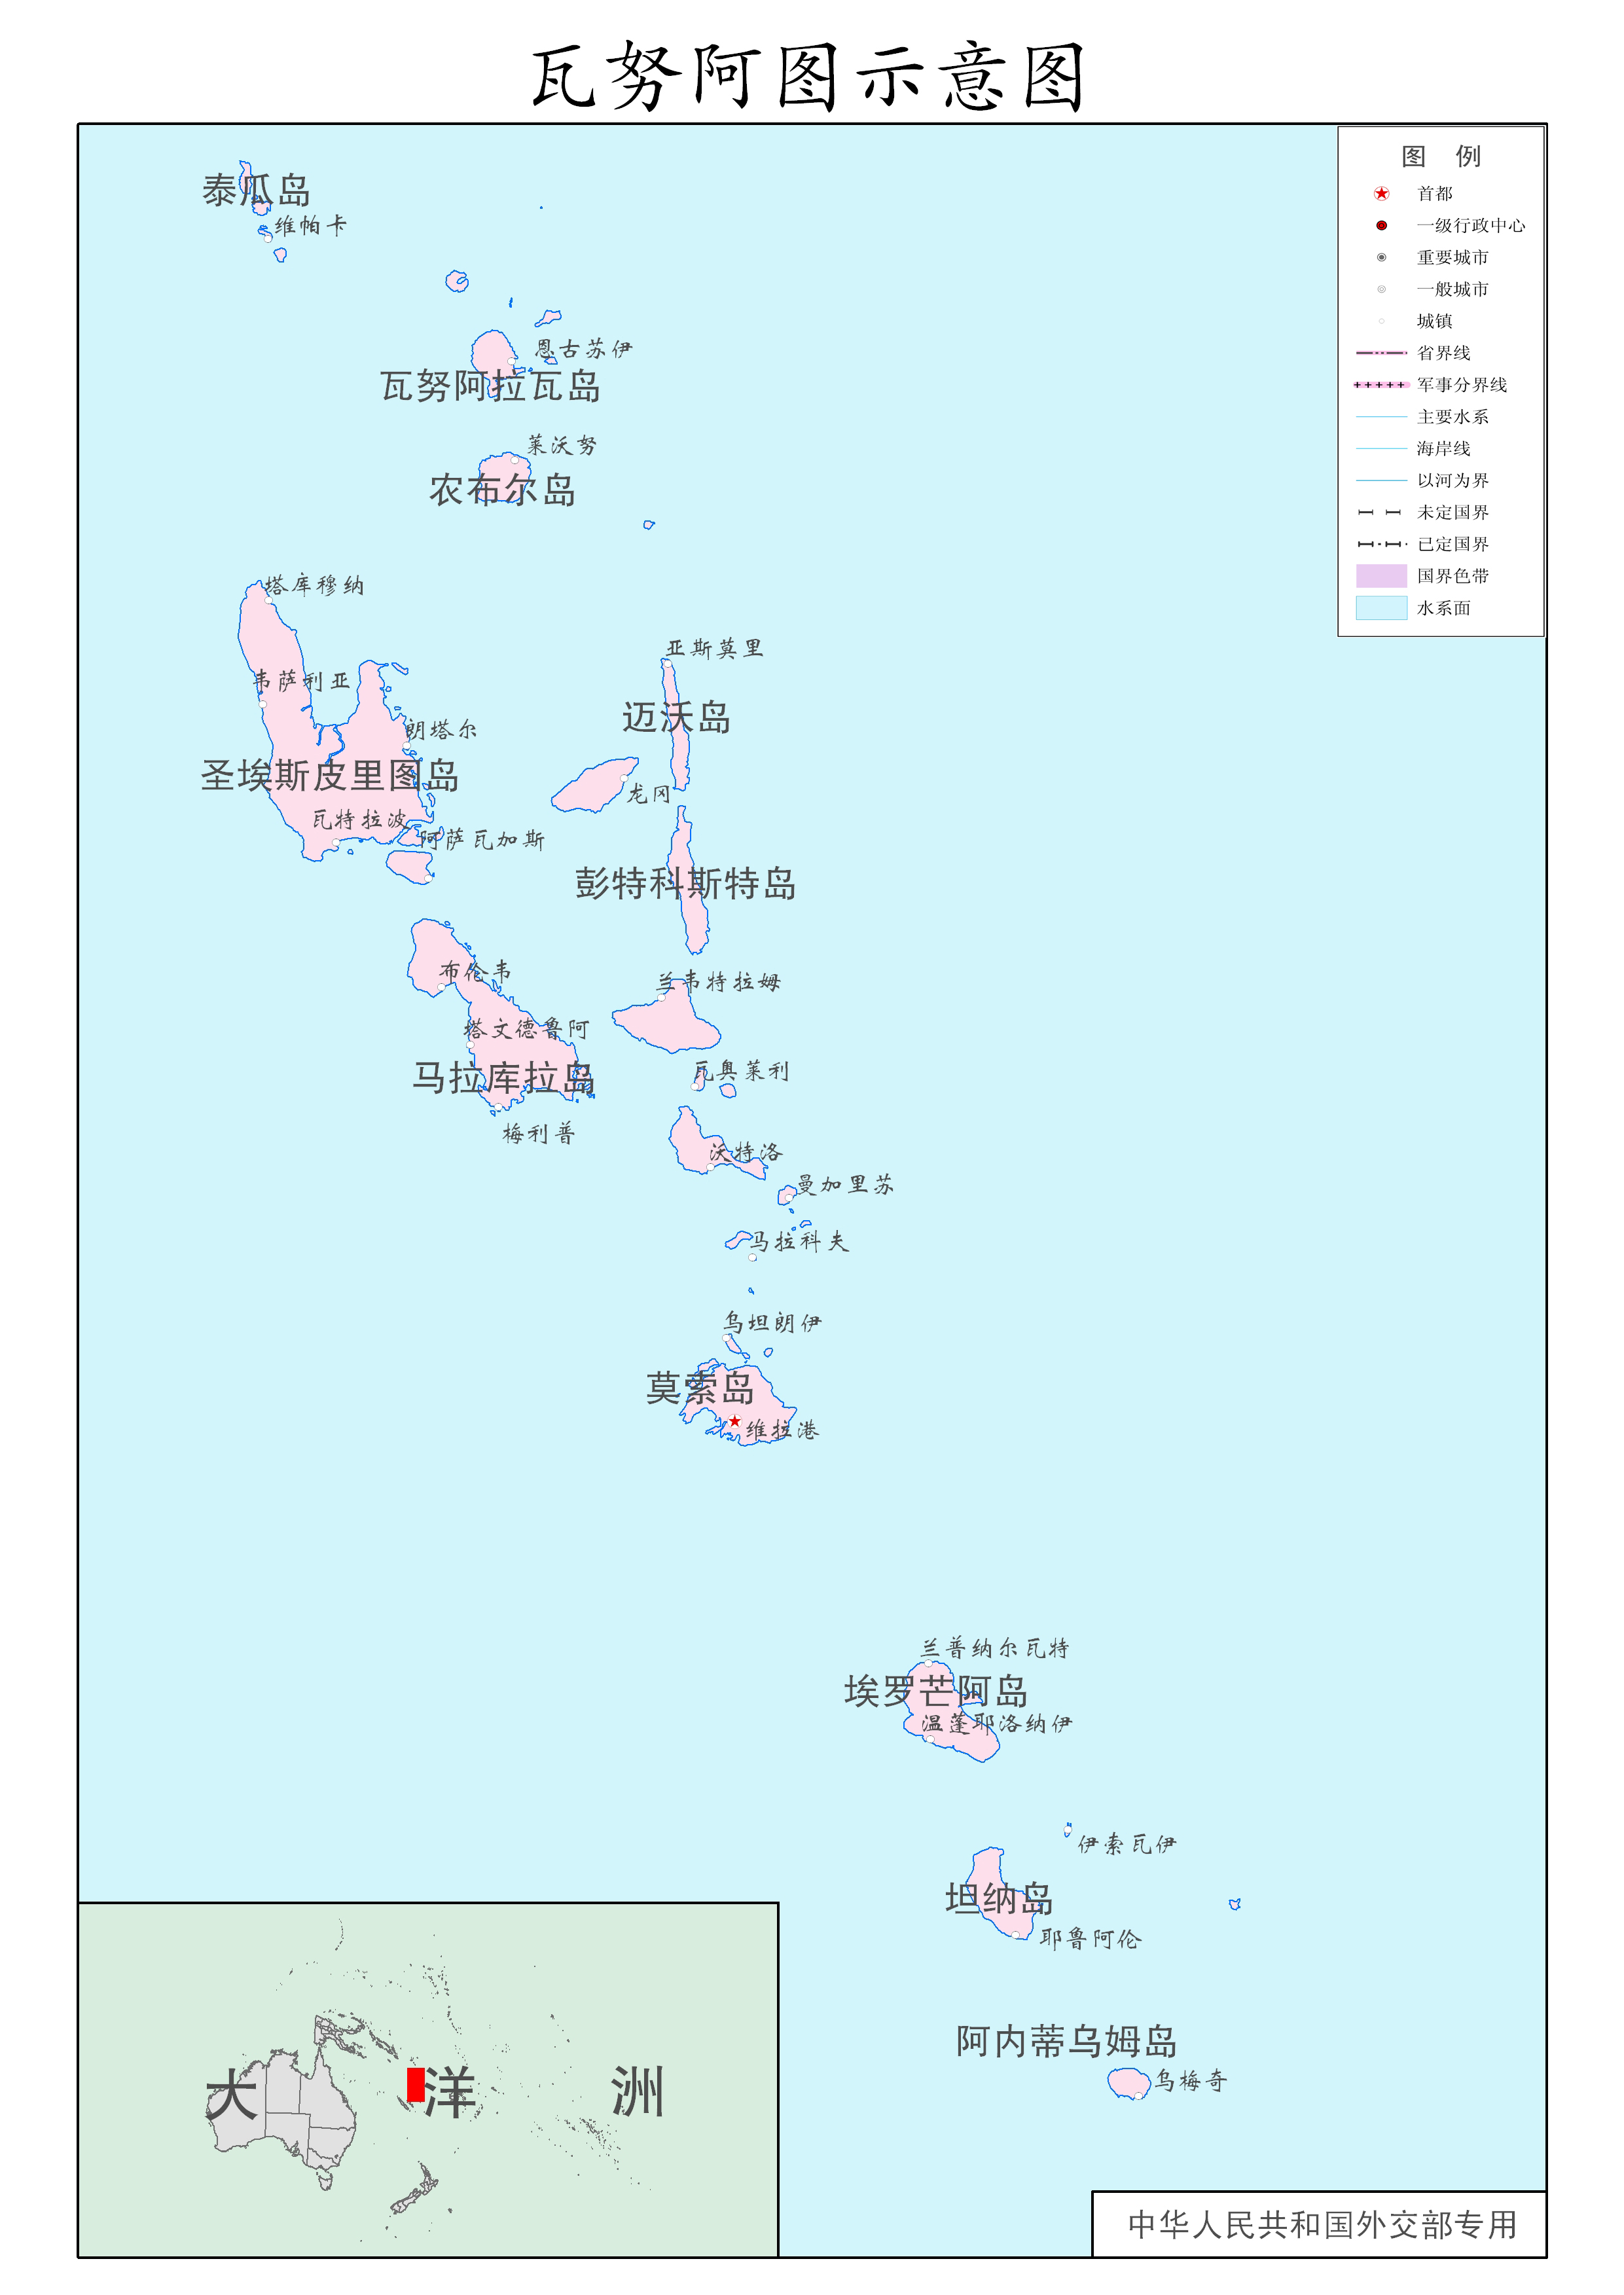 瓦努阿图示意图
图 例
首都
一级行政中心
重要城市
一般城市
城镇
省界线
军事分界线
主要水系
海岸线
以河为界
未定国界
已定国界
国界色带
水系面
泰瓜岛
维帕卡
恩古苏伊
瓦努阿拉瓦岛
莱沃努
农布尔岛
塔库穆纳
亚斯莫里
韦萨利亚
迈沃岛
朗塔尔
圣埃斯皮里图岛
龙冈
瓦特拉波
阿萨瓦加斯
彭特科斯特岛
布伦韦
兰韦特拉姆
塔文德鲁阿
马拉库拉岛
瓦奥莱利
梅利普
沃特洛
曼加里苏
马拉科夫
乌坦朗伊
莫索岛
维拉港
兰普纳尔瓦特
埃罗芒阿岛
温蓬耶洛纳伊
伊索瓦伊
坦纳岛
耶鲁阿伦
阿内蒂乌姆岛
乌梅奇
大 洋 洲
中华人民共和国外交部专用